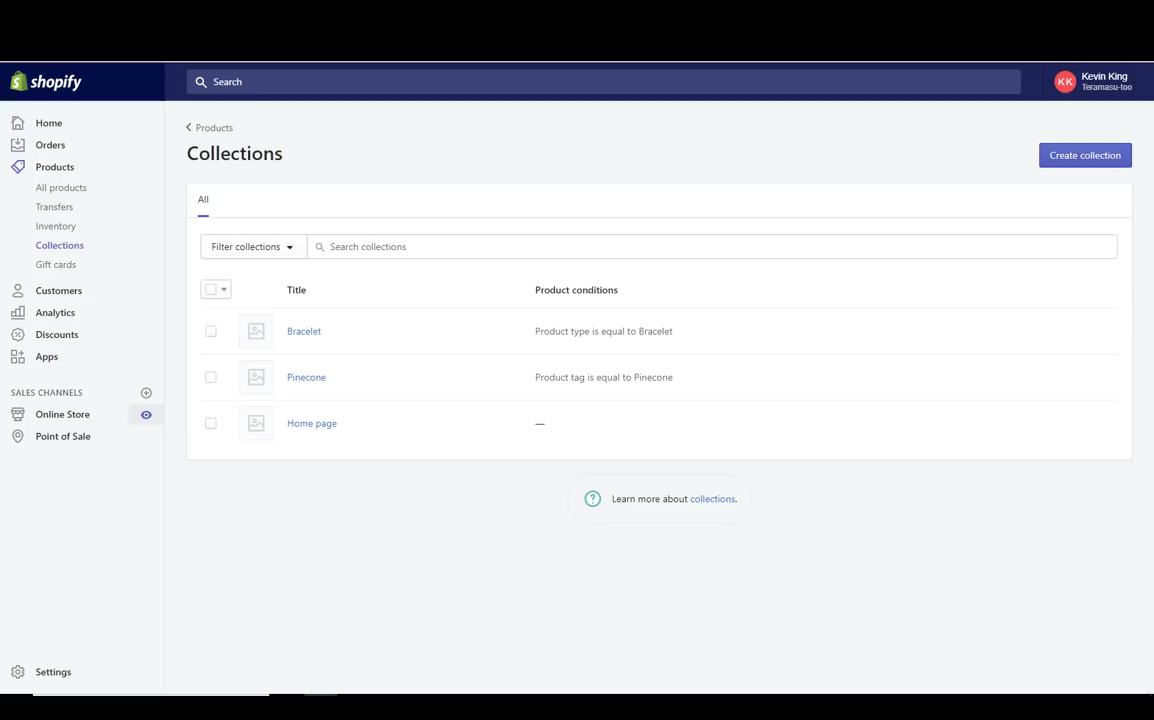 shopify
Search
KK
Kevin King
Teramasu-too
Home
Orders
Products
All products
Transfers
Inventory
Collections
Gift cards
Customers
Analytics
Discounts
Apps
SALES CHANNELS
Online Store
Point of Sale
Settings
Products
Collections
Create collection
All
Filter collections
Search collections
Title Product conditions
Bracelet Product type is equal to Bracelet
Pinecone Product tag is equal to Pinecone
Home page —
Learn more about collections.